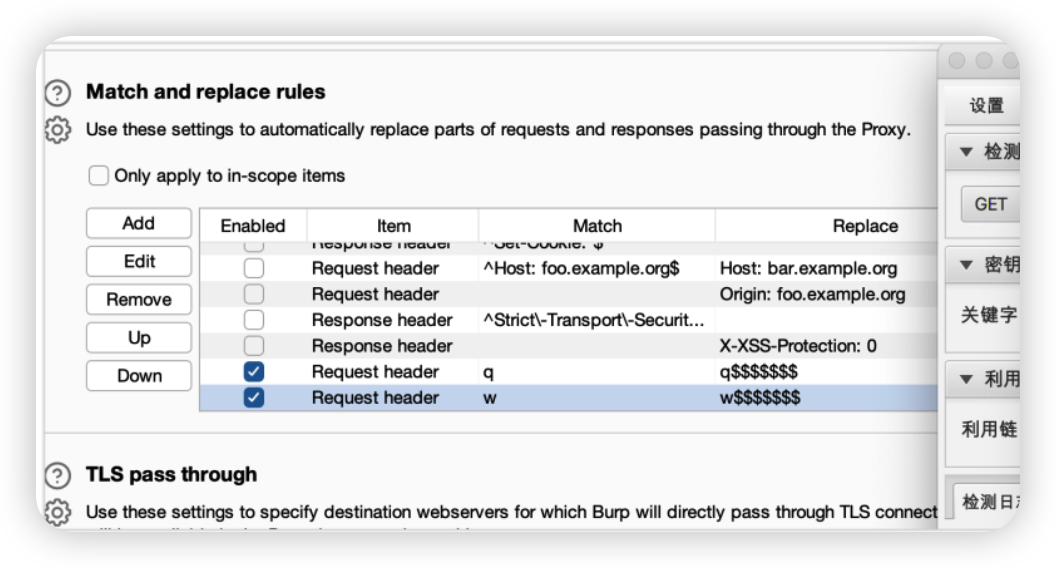 Match and replace rules
Use these settings to automatically replace parts of requests and responses passing through the Proxy.
Only apply to in-scope items
Add
Edit
Remove
Up
Down
Enabled Item Match Replace
Response header ^Set-Cookie: $
Request header ^Host: foo.example.org$ Host: bar.example.org
Request header Origin: foo.example.org
Response header ^Strict\-Transport\-Securit...
Response header X-XSS-Protection: 0
Request header q q$$$$$$$
Request header w w$$$$$$$
TLS pass through
Use these settings to specify destination webservers for which Burp will directly pass through TLS connect
设置
检测
GET
密钥
关键字
利用
利用链
检测日